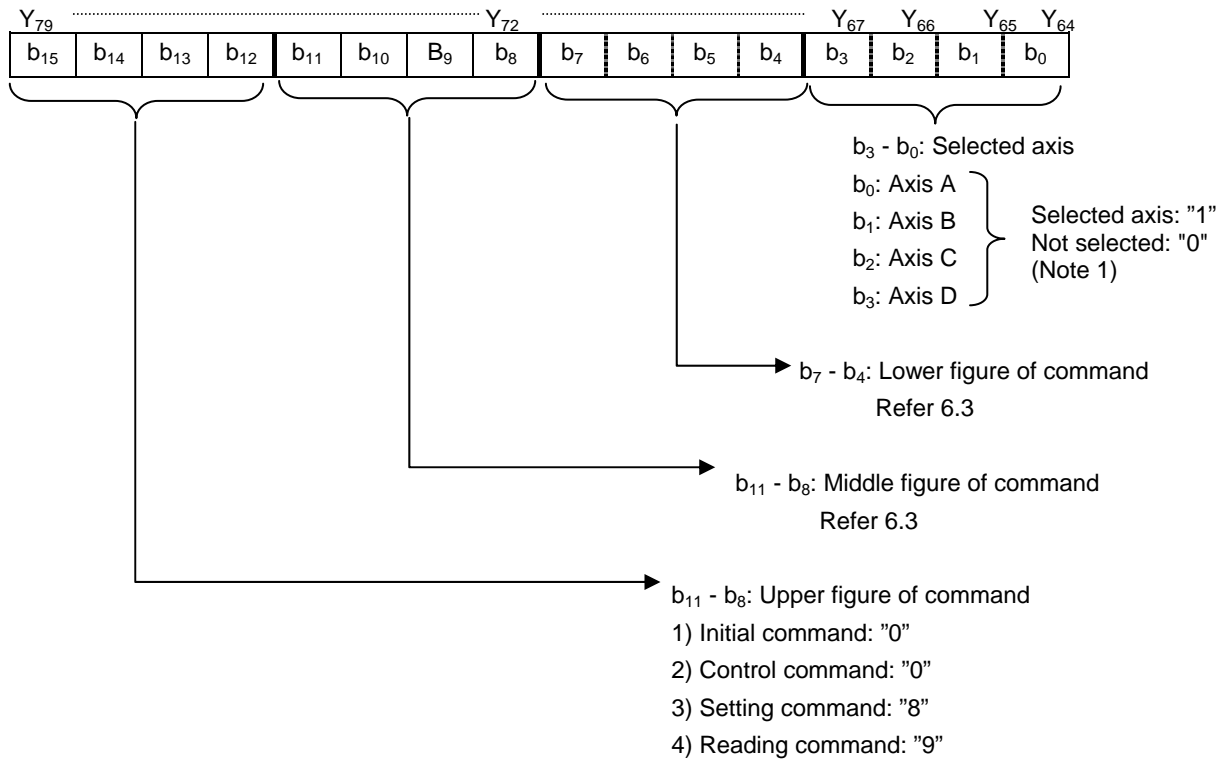 Y79 Y72 Y67 Y66 Y65 Y64
b15 b14 b13 b12 b11 b10 B9 b8 b7 b6 b5 b4 b3 b2 b1 b0
b3 - b0: Selected axis
b0: Axis A
b1: Axis B
b2: Axis C
b3: Axis D
Selected axis: ”1”
Not selected: "0"
(Note 1)
b7 - b4: Lower figure of command
Refer 6.3
b11 - b8: Middle figure of command
Refer 6.3
b11 - b8: Upper figure of command
1) Initial command: ”0”
2) Control command: ”0”
3) Setting command: ”8”
4) Reading command: ”9”